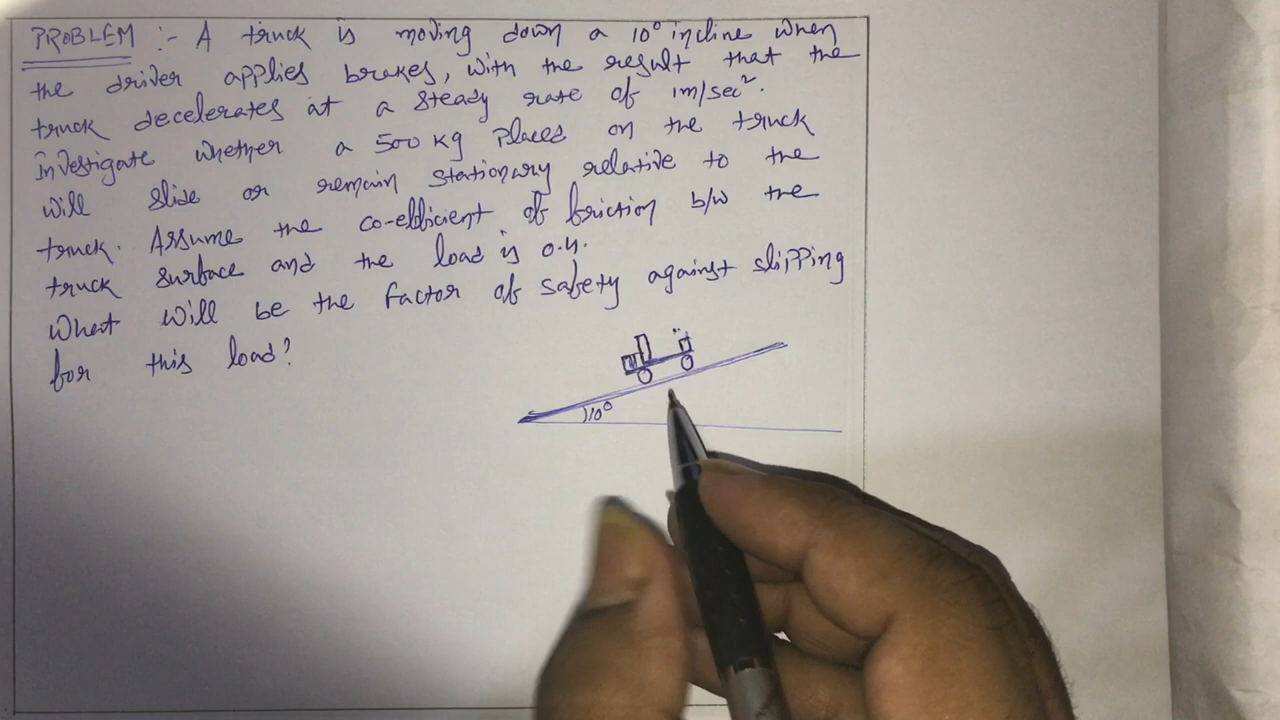 PROBLEM :- A truck is moving down a 10° incline when
the driver applies brakes, with the result that the
truck decelerates at a steady rate of 1m/sec².
Investigate whether a 500 kg places on the truck
will slide or remain stationary relative to the
truck. Assume the co-efficient of friction b/w the
truck surface and the load is 0.4.
What will be the factor of safety against slipping
for this load?
10°